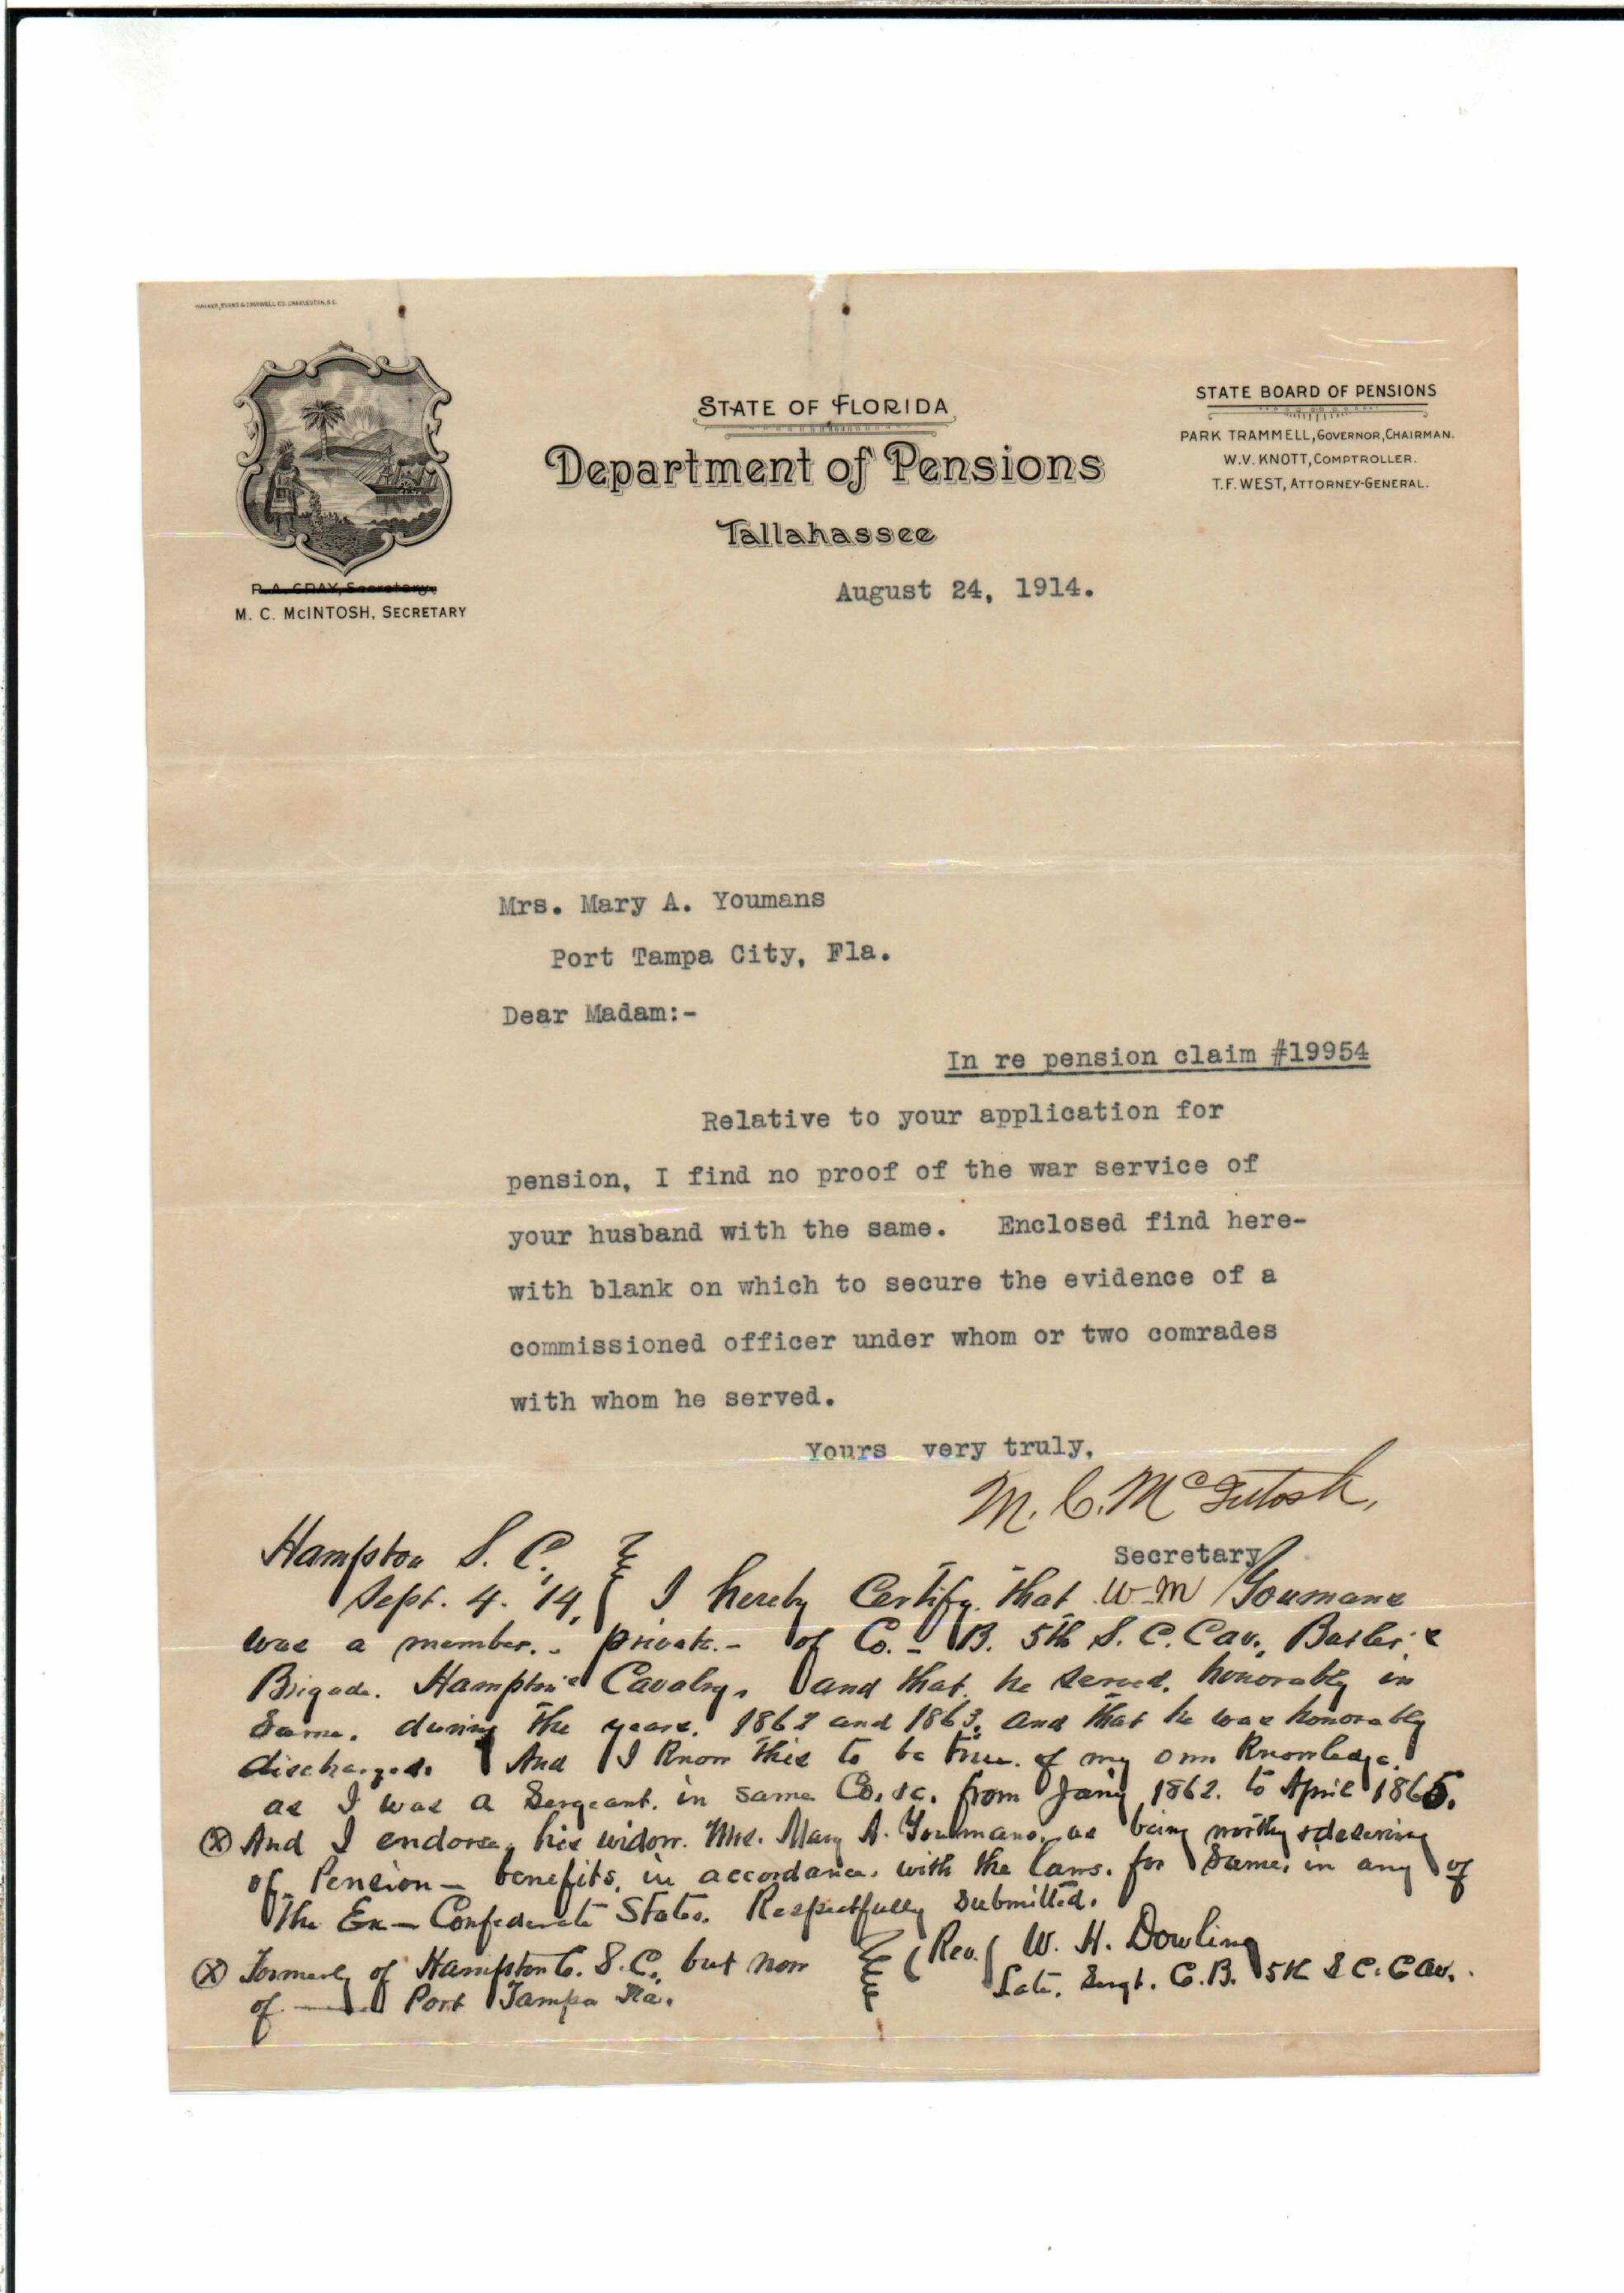 WALKER, EVANS & COGSWELL CO. CHARLESTON, S.C.
STATE OF FLORIDA
Department of Pensions
Tallahassee
STATE BOARD OF PENSIONS
PARK TRAMMELL, GOVERNOR, CHAIRMAN.
W.V. KNOTT, COMPTROLLER.
T.F. WEST, ATTORNEY-GENERAL.
R. A. GRAY, Secretary.
M. C. McINTOSH, SECRETARY
August 24, 1914.
Mrs. Mary A. Youmans
Port Tampa City, Fla.
Dear Madam:-
In re pension claim #19954
Relative to your application for
pension, I find no proof of the war service of
your husband with the same. Enclosed find here-
with blank on which to secure the evidence of a
commissioned officer under whom or two comrades
with whom he served.
Yours very truly,
M. C. McIntosh,
Secretary
Hampton S. C.,
Sept. 4. '14, I hereby Certify that W-M Youmans
was a member. - private. - of Co. - B. 5th S. C. Cav. Butler's
Brigade. Hampton's Cavalry, and that he served, honorably in
Same. during the years. 1862 and 1863, and that he was honorably
discharged. And I Know this to be true. of my own Knowledge.
as I was a Sergeant. in same Co. &c. from Jany 1862. to April 1865.
(X) And I endorse, his widow. Mrs. Mary A. Youmans, as being worthy & deserving
of Pension - benefits, in accordance. with the laws. for Same, in any of
The Ex-Confederate States. Respectfully Submitted.
(Rev. W. H. Dowling
Late. Sergt. C. B. 5th S C. Cav.
(X) Formerly of Hampton Co. S. C., but now
of Port Tampa Fla.